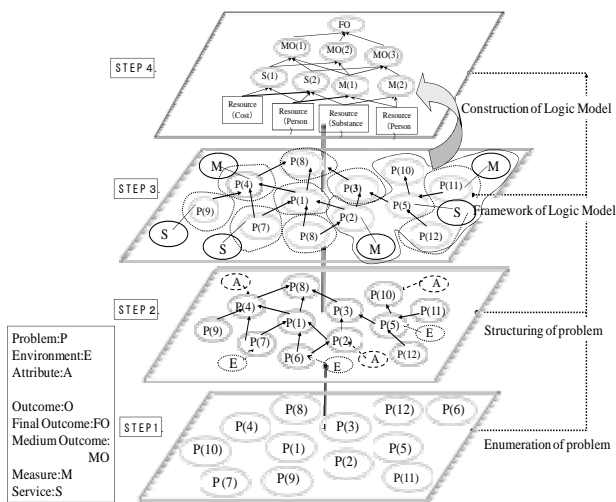 FO
MO(1)
MO(2)
MO(3)
STEP 4
S(1)
S(2)
M(1)
M(2)
Resource
(Cost)
Resource
(Person
)
Resource
(Substance
)
Resource
(Person
)
Construction of Logic Model
STEP 3
M
P(8)
P(4)
P(3)
P(10)
M
P(11)
P(9)
P(1)
P(2)
P(5)
S
Framework of Logic Model
S
S
P(7)
P(8)
M
P(12)
STEP 2
A
P(8)
P(10)
A
P(4)
P(3)
P(11)
P(9)
P(1)
P(5)
E
P(7)
P(2)
E
P(6)
E
A
P(12)
Structuring of problem
Problem:P
Environment:E
Attribute:A
Outcome:O
Final Outcome:FO
Medium Outcome:
MO
Measure:M
Service:S
STEP1
P(8)
P(12)
P(6)
P(4)
P(3)
P(10)
P(1)
P(5)
P(2)
P(7)
P(9)
P(11)
Enumeration of problem